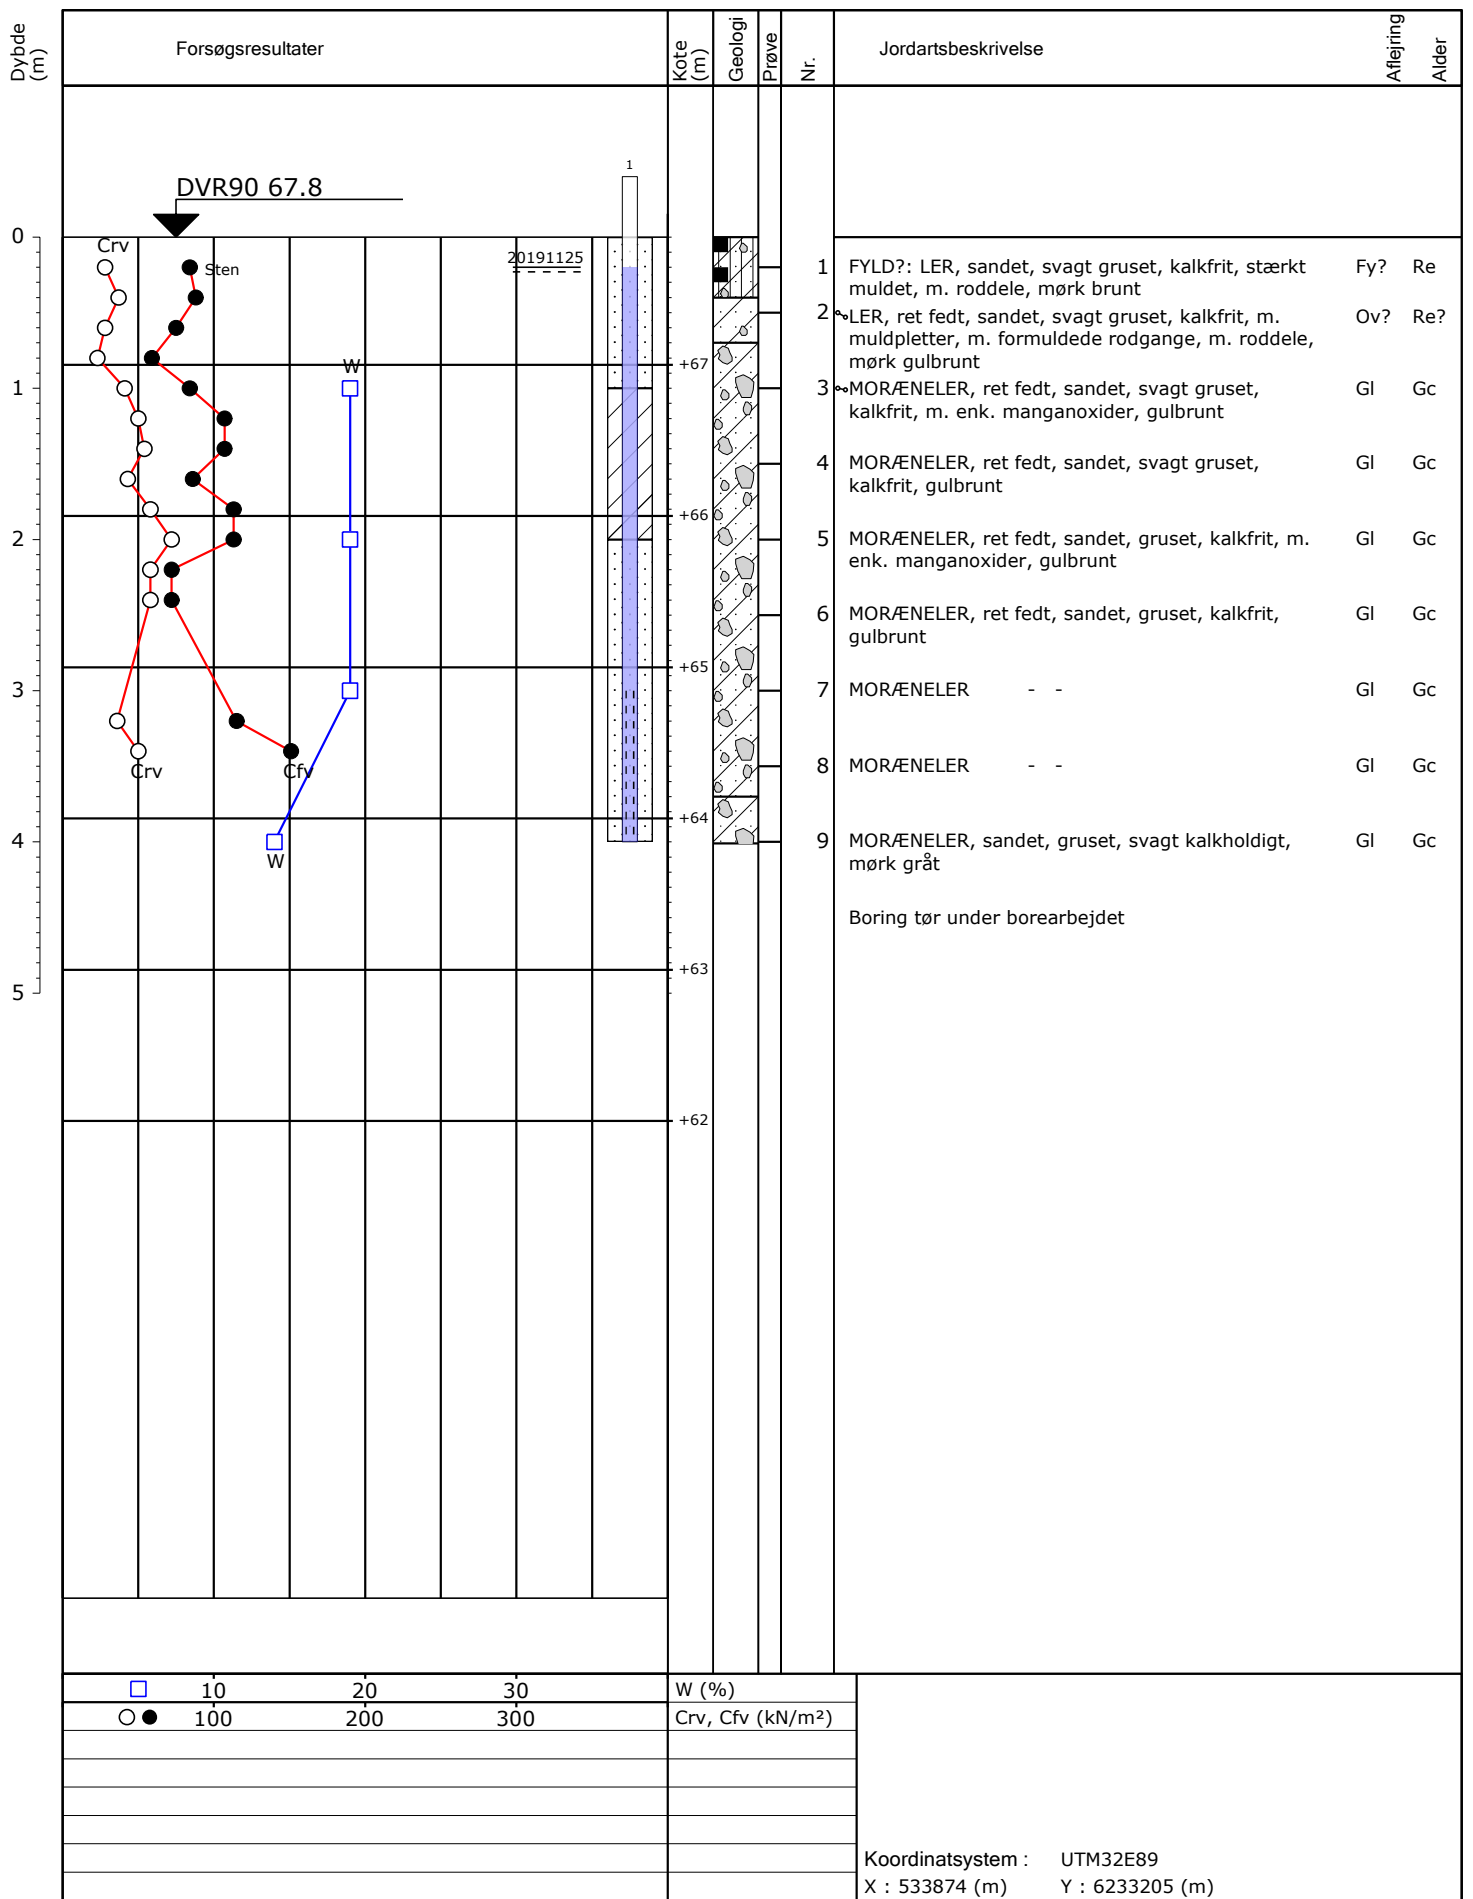 Dybde (m)
Forsøgsresultater
Kote (m)
Geologi
Prøve
Nr.
Jordartsbeskrivelse
Aflejring
Alder
1
DVR90 67.8
0
Crv
Sten
20191125
1 FYLD?: LER, sandet, svagt gruset, kalkfrit, stærkt Fy? Re
muldet, m. roddele, mørk brunt
2 LER, ret fedt, sandet, svagt gruset, kalkfrit, m. Ov? Re?
muldpletter, m. formuldede rodgange, m. roddele,
mørk gulbrunt
W
+67
1
3 MORÆNELER, ret fedt, sandet, svagt gruset, Gl Gc
kalkfrit, m. enk. manganoxider, gulbrunt
4 MORÆNELER, ret fedt, sandet, svagt gruset, Gl Gc
kalkfrit, gulbrunt
+66
2
5 MORÆNELER, ret fedt, sandet, gruset, kalkfrit, m. Gl Gc
enk. manganoxider, gulbrunt
6 MORÆNELER, ret fedt, sandet, gruset, kalkfrit, Gl Gc
gulbrunt
+65
3
7 MORÆNELER - - Gl Gc
Crv
Cfv
8 MORÆNELER - - Gl Gc
+64
4
W
9 MORÆNELER, sandet, gruset, svagt kalkholdigt, Gl Gc
mørk gråt
Boring tør under borearbejdet
+63
5
+62
10 20 30 W (%)
100 200 300 Crv, Cfv (kN/m²)
Koordinatsystem : UTM32E89
X : 533874 (m) Y : 6233205 (m)